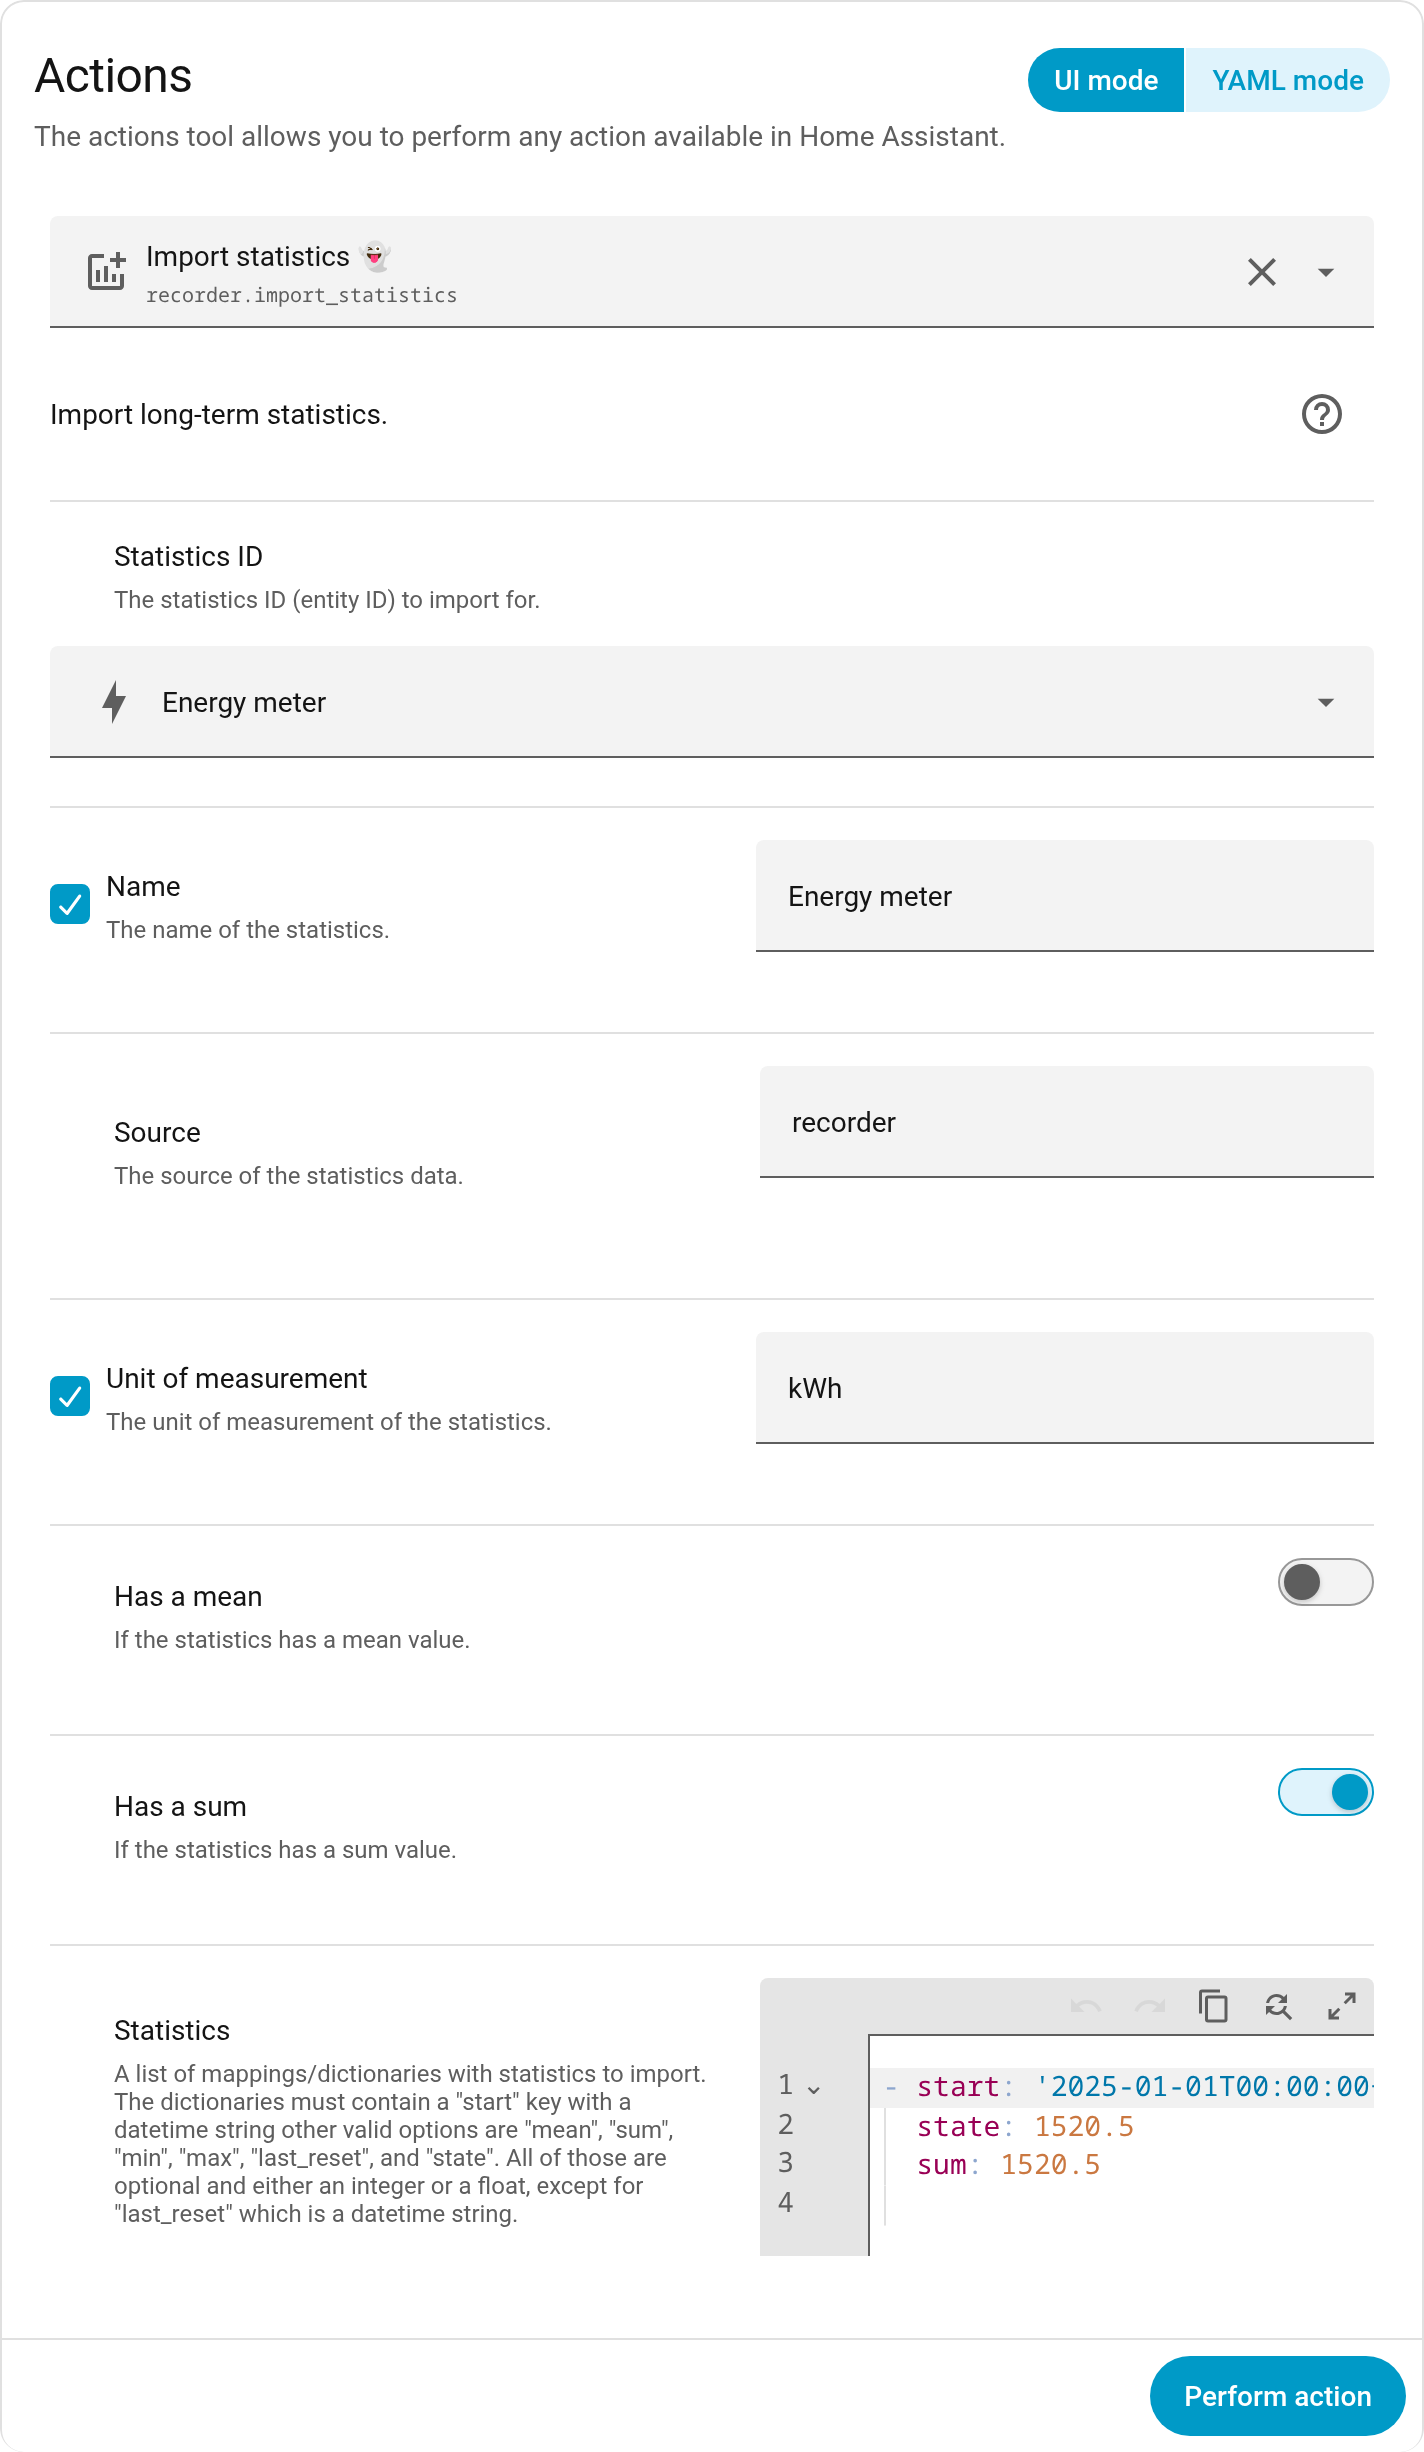 Actions
UI mode
YAML mode
The actions tool allows you to perform any action available in Home Assistant.
Import statistics 👻
recorder.import_statistics
Import long-term statistics.
Statistics ID
The statistics ID (entity ID) to import for.
Energy meter
Name
The name of the statistics.
Energy meter
Source
The source of the statistics data.
recorder
Unit of measurement
The unit of measurement of the statistics.
kWh
Has a mean
If the statistics has a mean value.
Has a sum
If the statistics has a sum value.
Statistics
A list of mappings/dictionaries with statistics to import.
The dictionaries must contain a "start" key with a
datetime string other valid options are "mean", "sum",
"min", "max", "last_reset", and "state". All of those are
optional and either an integer or a float, except for
"last_reset" which is a datetime string.
1 - start: '2025-01-01T00:00:00
2 state: 1520.5
3 sum: 1520.5
4
Perform action